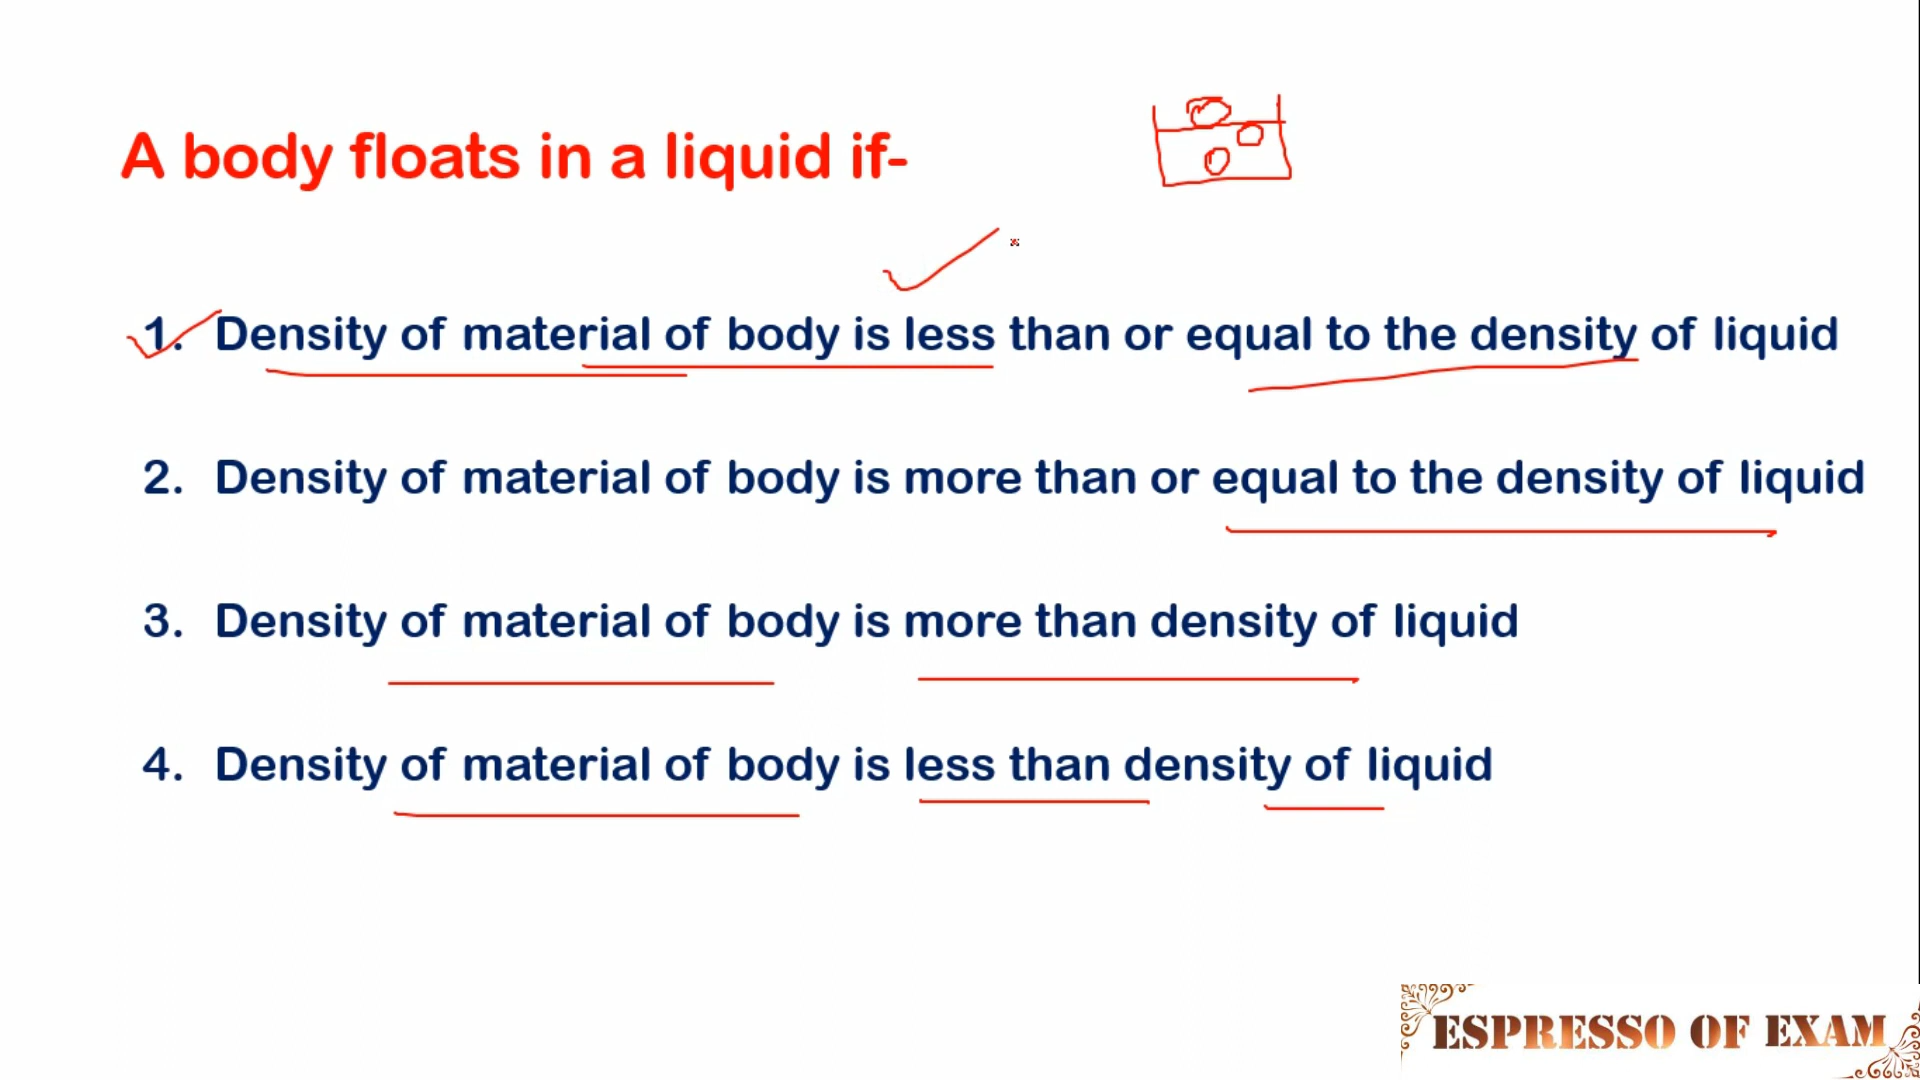 A body floats in a liquid if-
1. Density of material of body is less than or equal to the density of liquid
2. Density of material of body is more than or equal to the density of liquid
3. Density of material of body is more than density of liquid
4. Density of material of body is less than density of liquid
ESPRESSO OF EXAM